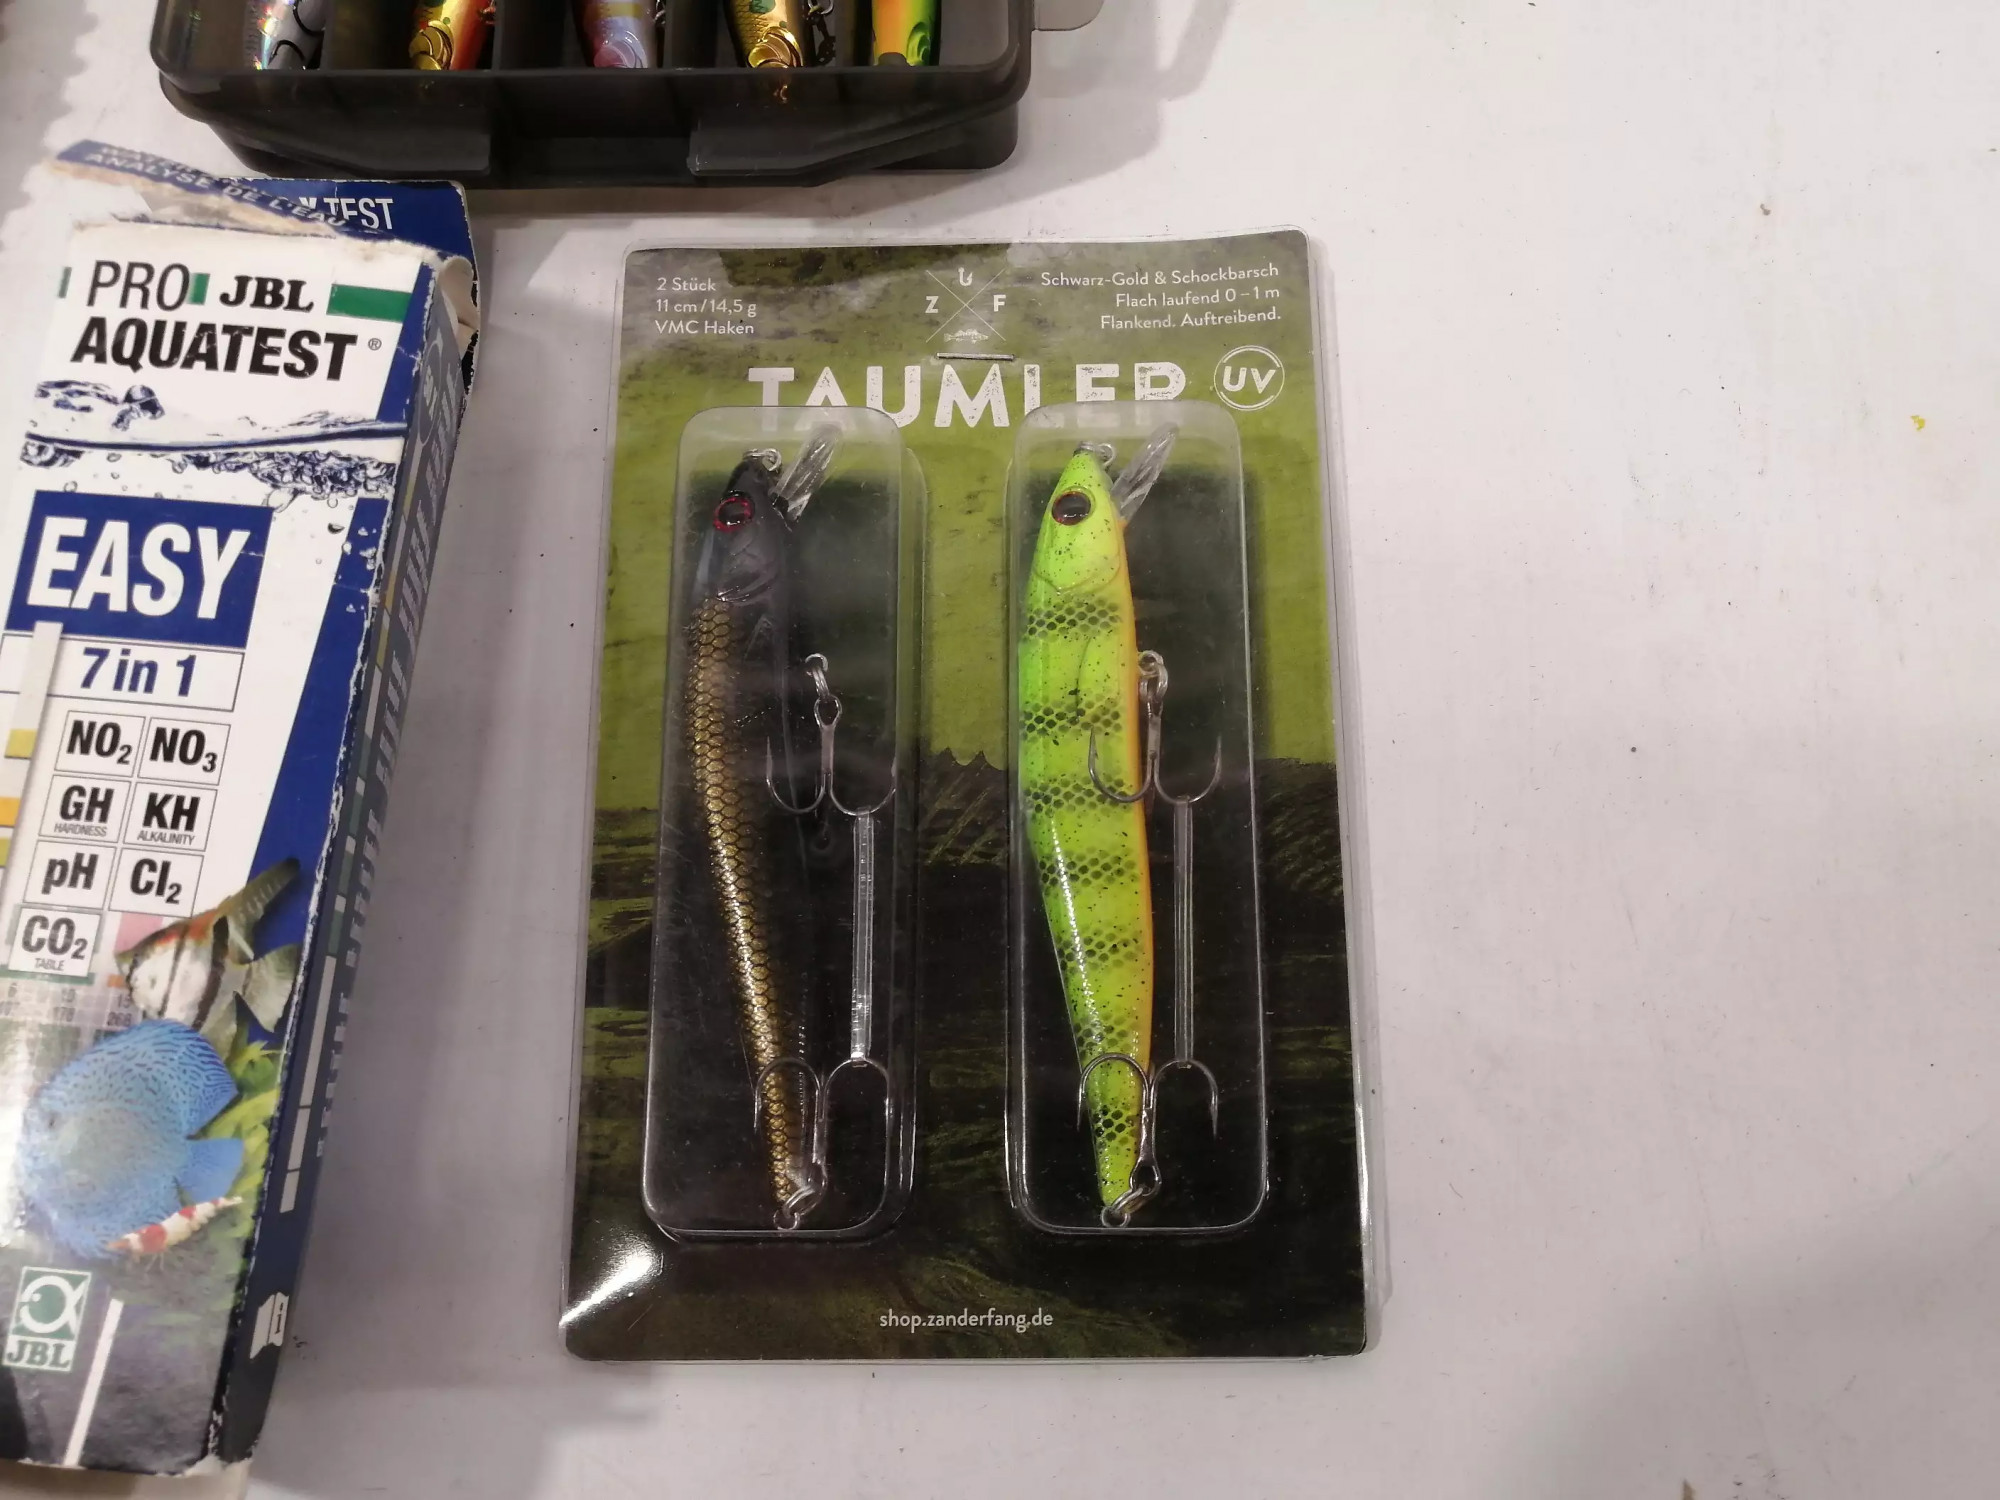 ANALYSE DE L'EAU
TEST
PRO JBL
AQUATEST®
EASY
7 in 1
NO2 NO3
GH KH
HARDNESS ALKALINITY
pH Cl2
CO2
TABLE
JBL
2 Stück
11 cm / 14,5 g
VMC Haken
Z F
Schwarz-Gold & Schockbarsch
Flach laufend 0 – 1 m
Flankend. Auftreibend.
TAUMLER
UV
shop.zanderfang.de